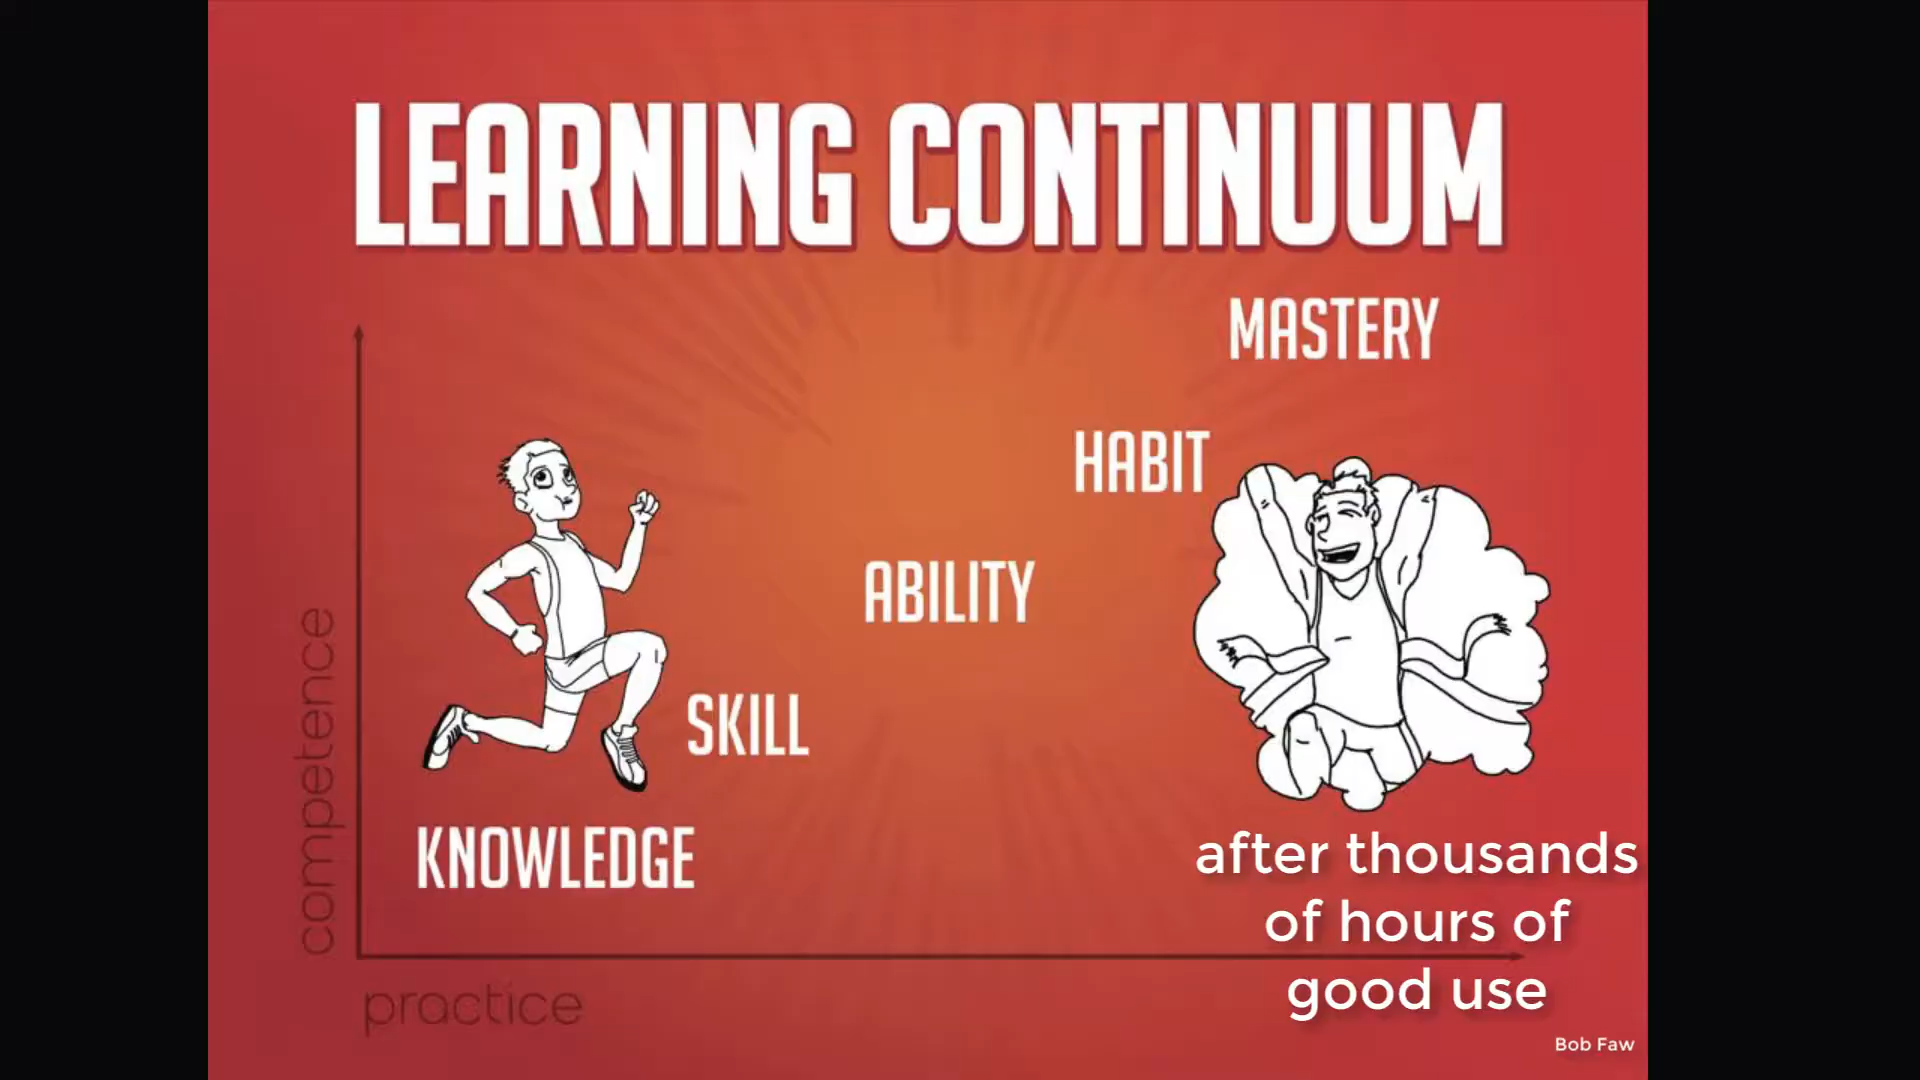 LEARNING CONTINUUM
MASTERY
HABIT
ABILITY
SKILL
KNOWLEDGE
competence
practice
after thousands
of hours of
good use
Bob Faw